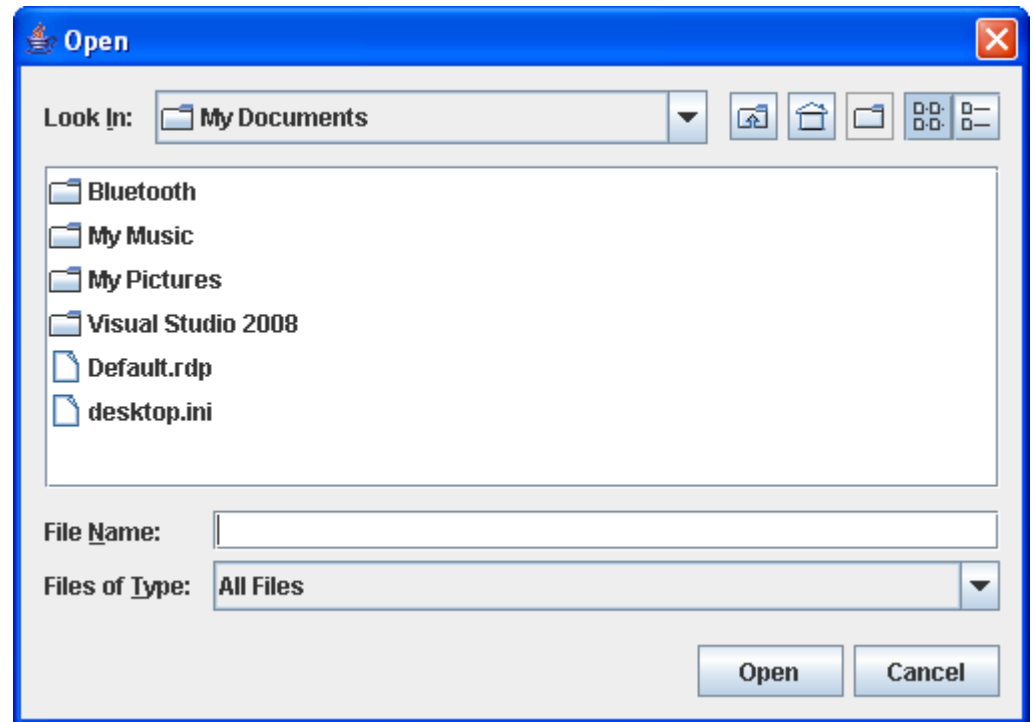 Open
Look In: My Documents
Bluetooth
My Music
My Pictures
Visual Studio 2008
Default.rdp
desktop.ini
File Name:
Files of Type: All Files
Open Cancel